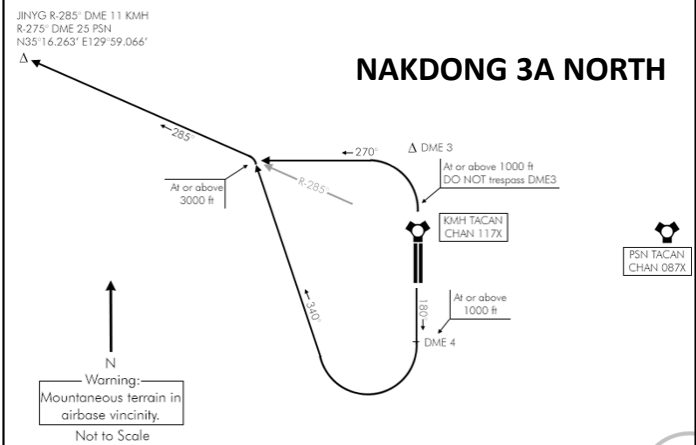 JINYG R-285° DME 11 KMH
R-275° DME 25 PSN
N35°16.263' E129°59.066'
Δ
NAKDONG 3A NORTH
285°
270°
Δ DME 3
At or above 1000 ft
DO NOT trespass DME3
At or above
3000 ft
R-285°
KMH TACAN
CHAN 117X
PSN TACAN
CHAN 087X
340°
180°
At or above
1000 ft
DME 4
N
Warning:
Mountaneous terrain in
airbase vincinity.
Not to Scale